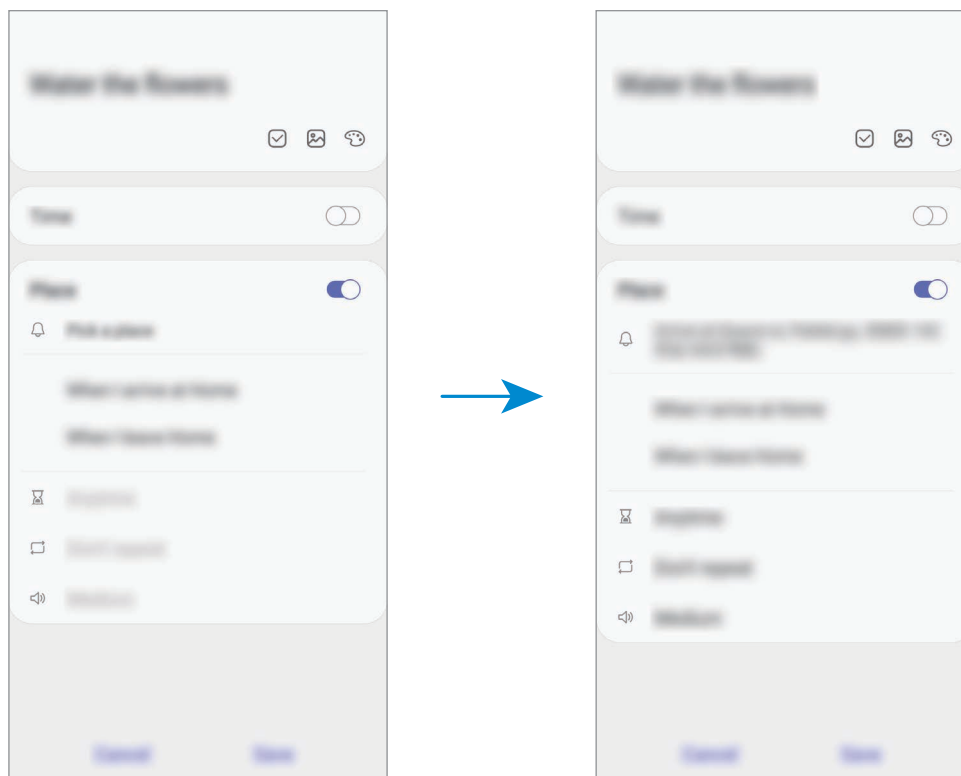 Water the flowers
Time
Place
Pick a place
When I arrive at Home
When I leave Home
Anytime
Don't repeat
Medium
Cancel
Save
Water the flowers
Time
Place
When I arrive at Home
When I leave Home
Anytime
Don't repeat
Medium
Cancel
Save